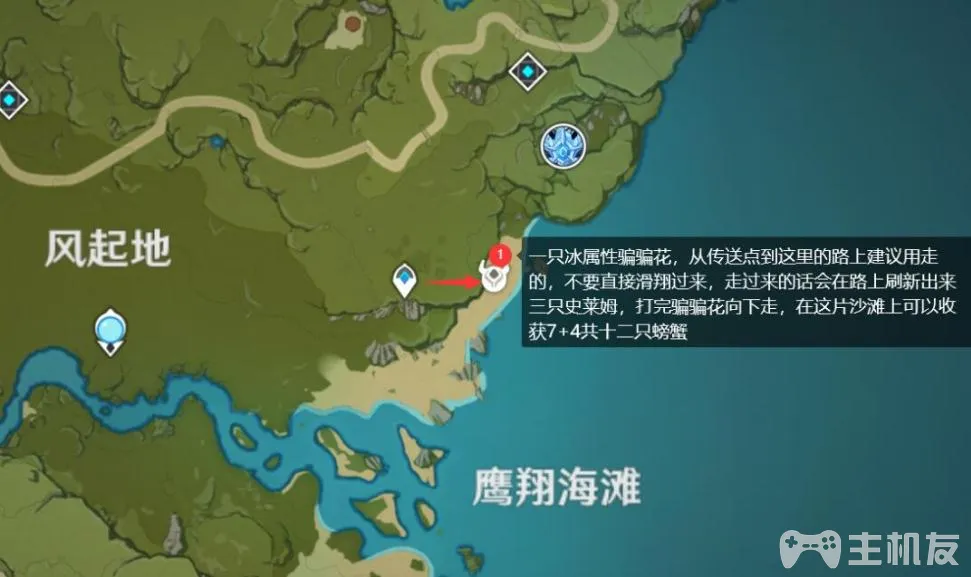 风起地
1
一只冰属性骗骗花，从传送点到这里的路上建议用走
的，不要直接滑翔过来，走过来的话会在路上刷新出来
三只史莱姆，打完骗骗花向下走，在这片沙滩上可以收
获7+4共十二只螃蟹
鹰翔海滩
主机友